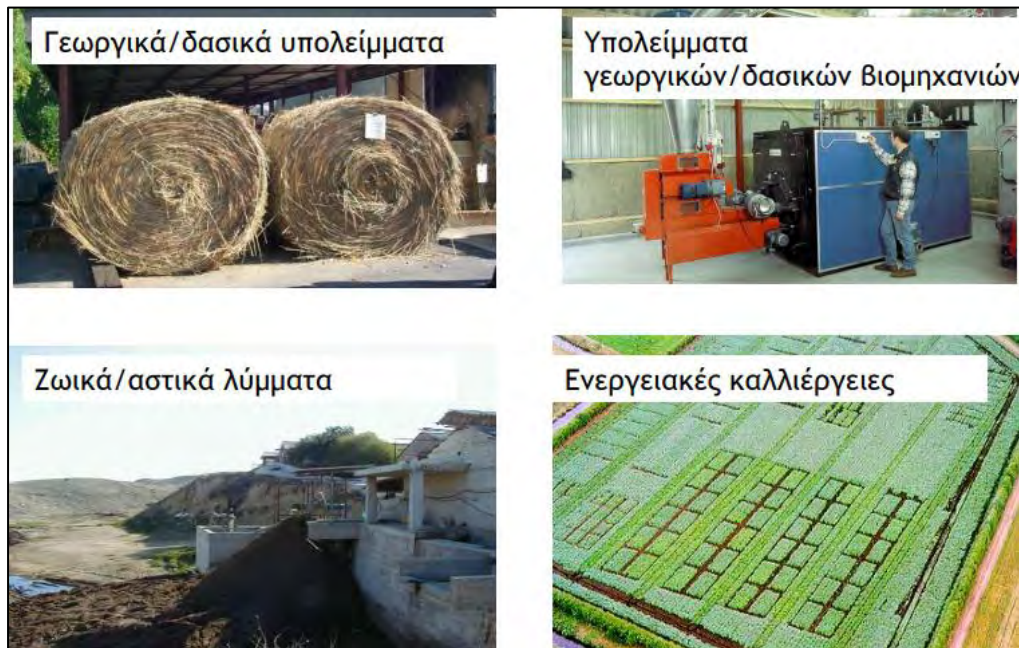 Γεωργικά/δασικά υπολείμματα
Υπολείμματα
γεωργικών/δασικών βιομηχανιών
Ζωικά/αστικά λύμματα
Ενεργειακές καλλιέργειες